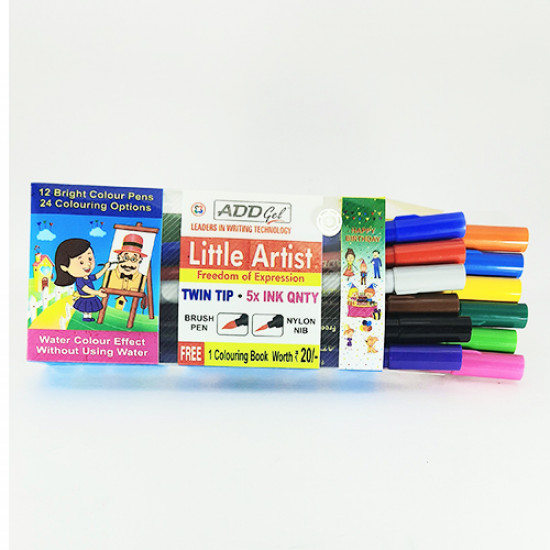 12 Bright Colour Pens
24 Colouring Options
Water Colour Effect
Without Using Water
ADD Gel
LEADERS IN WRITING TECHNOLOGY
Little Artist
Freedom of Expression
TWIN TIP • 5x INK QNTY
BRUSH
PEN
NYLON
NIB
FREE 1 Colouring Book Worth ₹ 20/-
HAPPY
BIRTHDAY